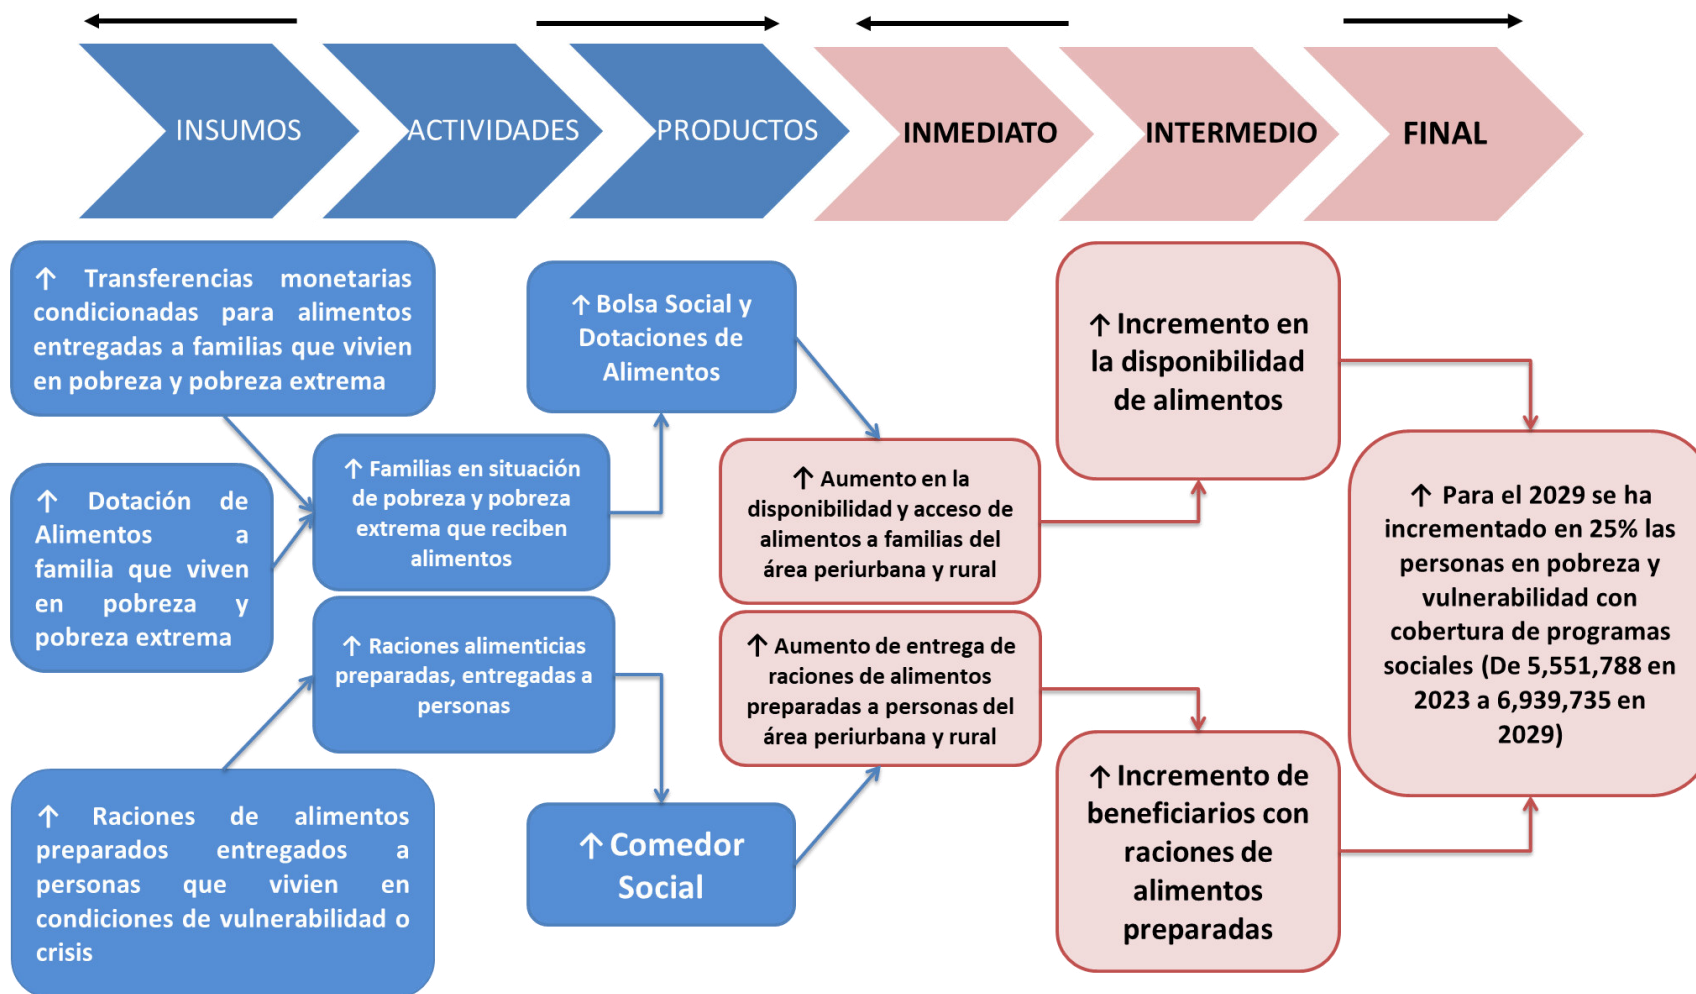 INSUMOS
ACTIVIDADES
PRODUCTOS
INMEDIATO
INTERMEDIO
FINAL
↑ Transferencias monetarias
condicionadas para alimentos
entregadas a familias que vivien
en pobreza y pobreza extrema
↑ Dotación de
Alimentos a
familia que viven
en pobreza y
pobreza extrema
↑ Raciones de alimentos
preparados entregados a
personas que vivien en
condiciones de vulnerabilidad o
crisis
↑ Familias en situación
de pobreza y pobreza
extrema que reciben
alimentos
↑ Raciones alimenticias
preparadas, entregadas a
personas
↑ Bolsa Social y
Dotaciones de
Alimentos
↑ Comedor
Social
↑ Aumento en la
disponibilidad y acceso de
alimentos a familias del
área periurbana y rural
↑ Aumento de entrega de
raciones de alimentos
preparadas a personas del
área periurbana y rural
↑ Incremento en
la disponibilidad
de alimentos
↑ Incremento de
beneficiarios con
raciones de
alimentos
preparadas
↑ Para el 2029 se ha
incrementado en 25% las
personas en pobreza y
vulnerabilidad con
cobertura de programas
sociales (De 5,551,788 en
2023 a 6,939,735 en
2029)